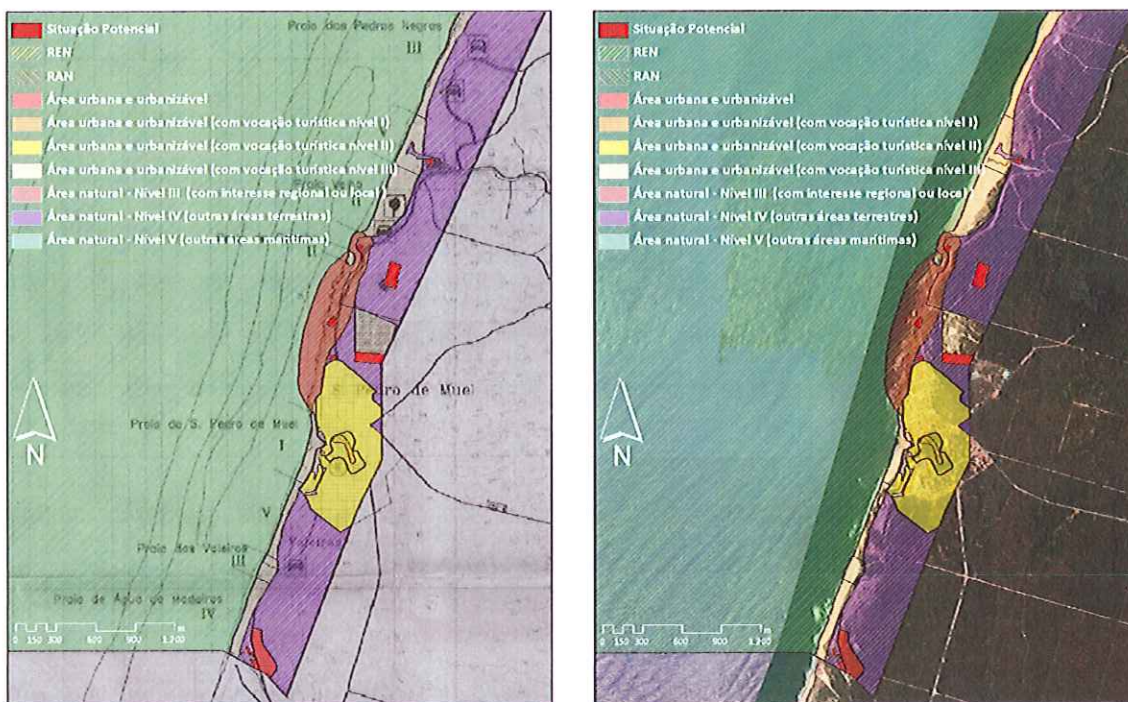 Situação Potencial
REN
RAN
Área urbana e urbanizável
Área urbana e urbanizável (com vocação turística nível I)
Área urbana e urbanizável (com vocação turística nível II)
Área urbana e urbanizável (com vocação turística nível III)
Área natural - Nível III (com interesse regional ou local)
Área natural - Nível IV (outras áreas terrestres)
Área natural - Nível V (outras áreas marítimas)
Praia das Pedras Negras
III
II
S. Pedro de Muel
Praia de S. Pedro de Muel
I
N
V
Praia das Valeiras
III
Praia de Água de Madeiros
IV
0 150 300 600 900 1.200
m
Situação Potencial
REN
RAN
Área urbana e urbanizável
Área urbana e urbanizável (com vocação turística nível I)
Área urbana e urbanizável (com vocação turística nível II)
Área urbana e urbanizável (com vocação turística nível III)
Área natural - Nível III (com interesse regional ou local)
Área natural - Nível IV (outras áreas terrestres)
Área natural - Nível V (outras áreas marítimas)
N
0 150 300 600 900 1.200
m